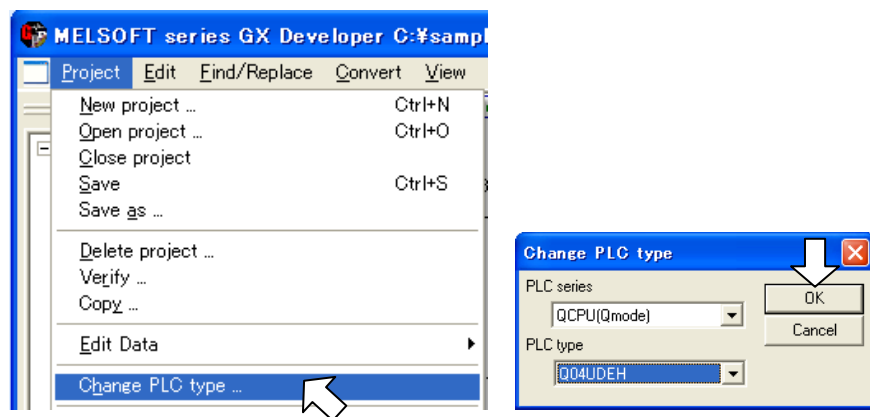 MELSOFT series GX Developer C:¥sampl
Project Edit Find/Replace Convert View
New project ... Ctrl+N
Open project ... Ctrl+O
Close project
Save Ctrl+S
Save as ...
Delete project ...
Verify ...
Copy ...
Edit Data
Change PLC type ...
Change PLC type
PLC series
QCPU(Qmode)
OK
Cancel
PLC type
Q04UDEH